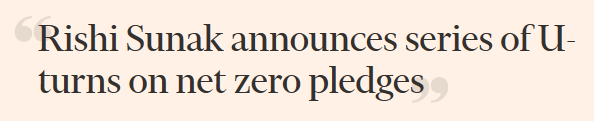 “Rishi Sunak announces series of U-
turns on net zero pledges”